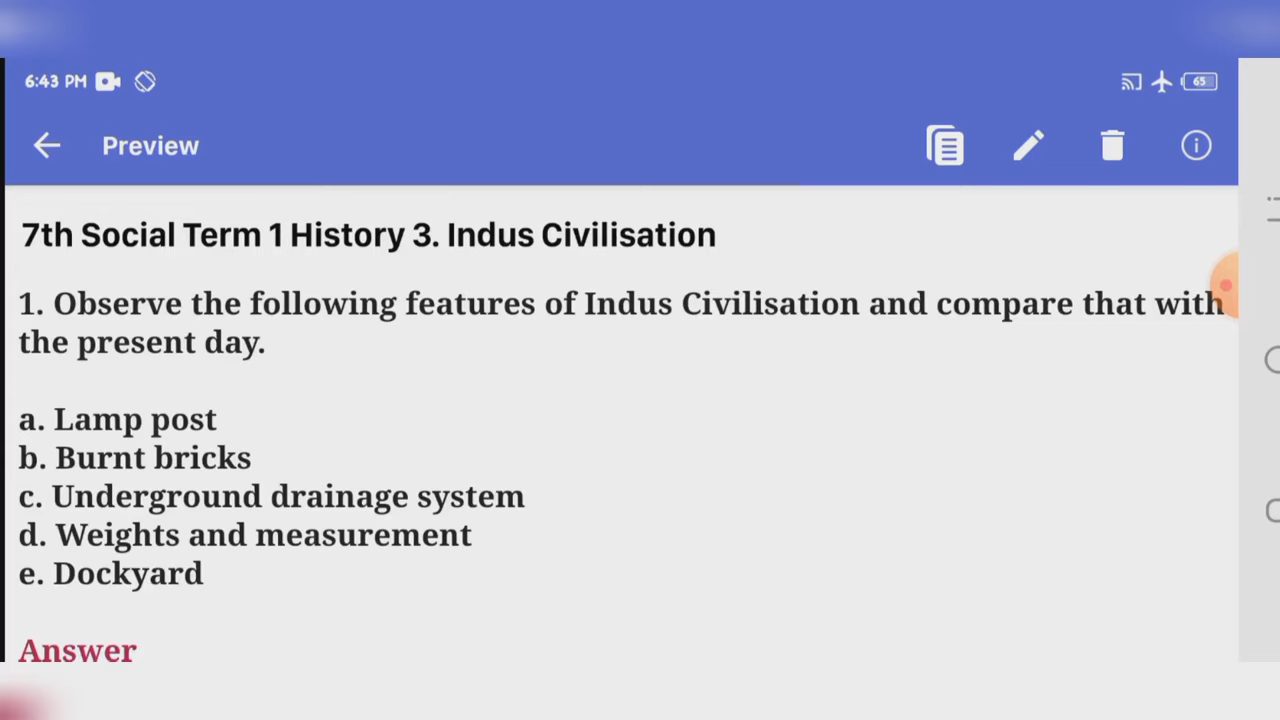 6:43 PM
65
Preview
7th Social Term 1 History 3. Indus Civilisation
1. Observe the following features of Indus Civilisation and compare that with
the present day.
a. Lamp post
b. Burnt bricks
c. Underground drainage system
d. Weights and measurement
e. Dockyard
Answer